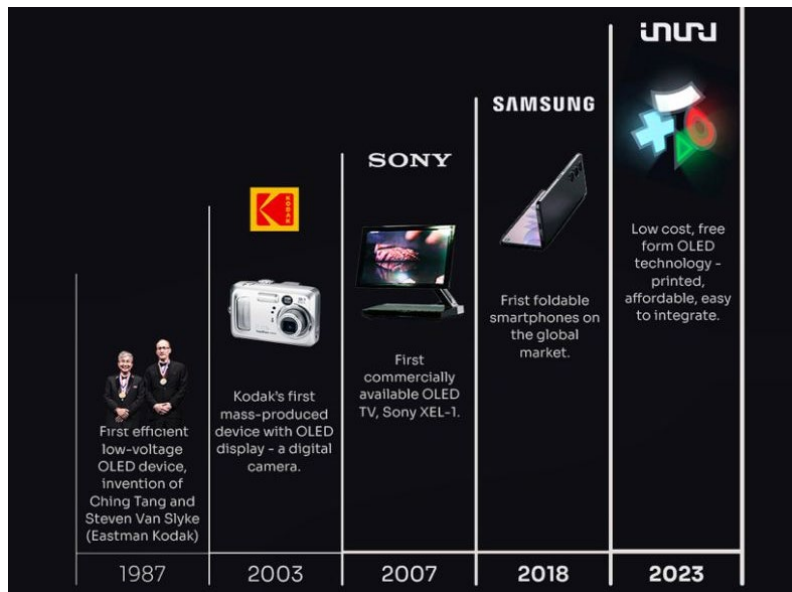 inuru
SAMSUNG
SONY
KODAK
First efficient
low-voltage
OLED device,
invention of
Ching Tang and
Steven Van Slyke
(Eastman Kodak)
Kodak's first
mass-produced
device with OLED
display - a digital
camera.
First
commercially
available OLED
TV, Sony XEL-1.
Frist foldable
smartphones on
the global
market.
Low cost, free
form OLED
technology -
printed,
affordable, easy
to integrate.
1987
2003
2007
2018
2023